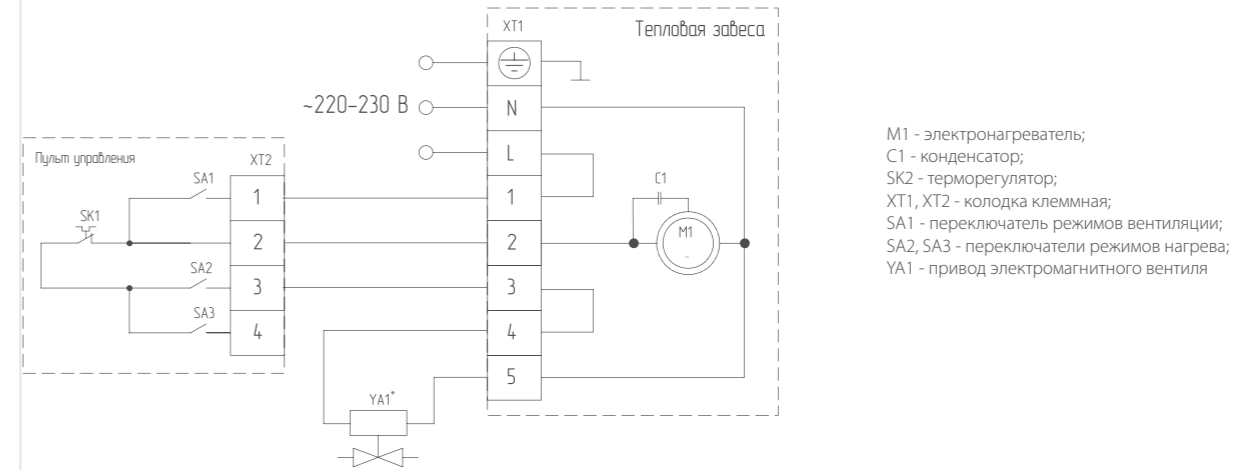 XT1
Тепловая завеса
~220-230 В
N
L
1
2
3
4
5
C1
M1
~
Пульт управления
XT2
SA1
SK1
SA2
SA3
1
2
3
4
YA1*
M1 - электронагреватель;
C1 - конденсатор;
SK2 - терморегулятор;
XT1, XT2 - колодка клеммная;
SA1 - переключатель режимов вентиляции;
SA2, SA3 - переключатели режимов нагрева;
YA1 - привод электромагнитного вентиля